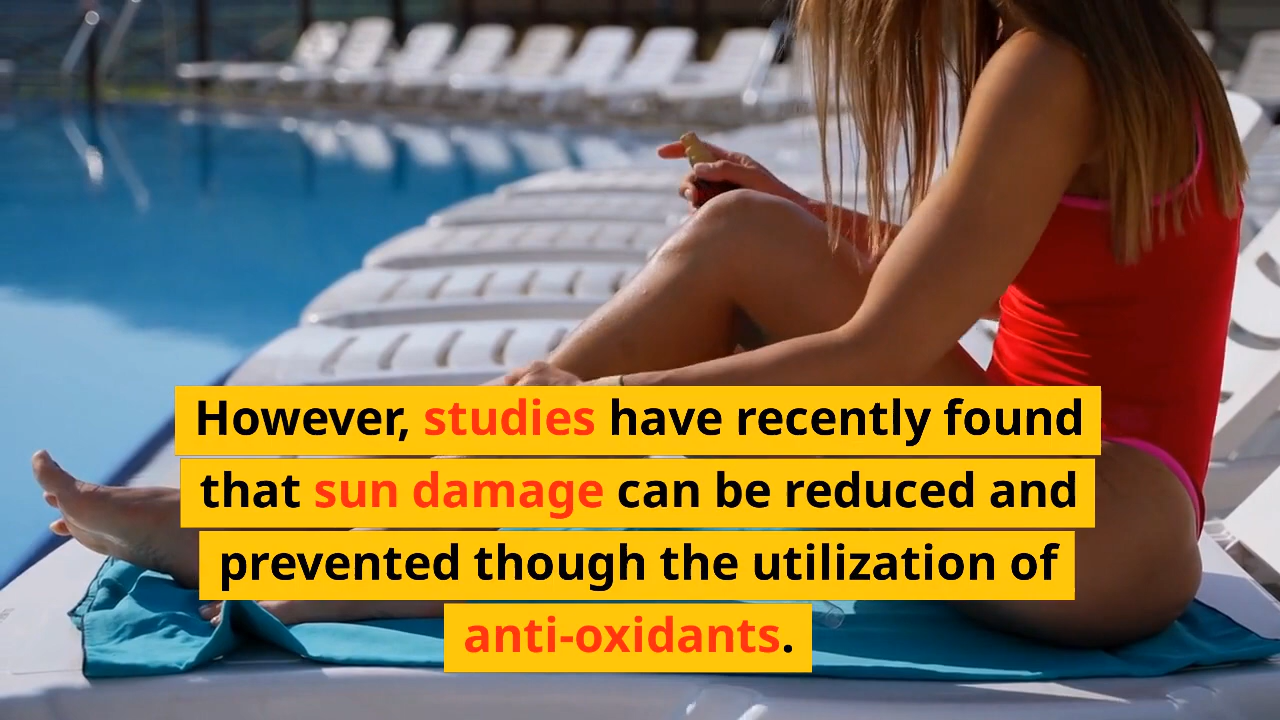 However, studies have recently found
that sun damage can be reduced and
prevented though the utilization of
anti-oxidants.